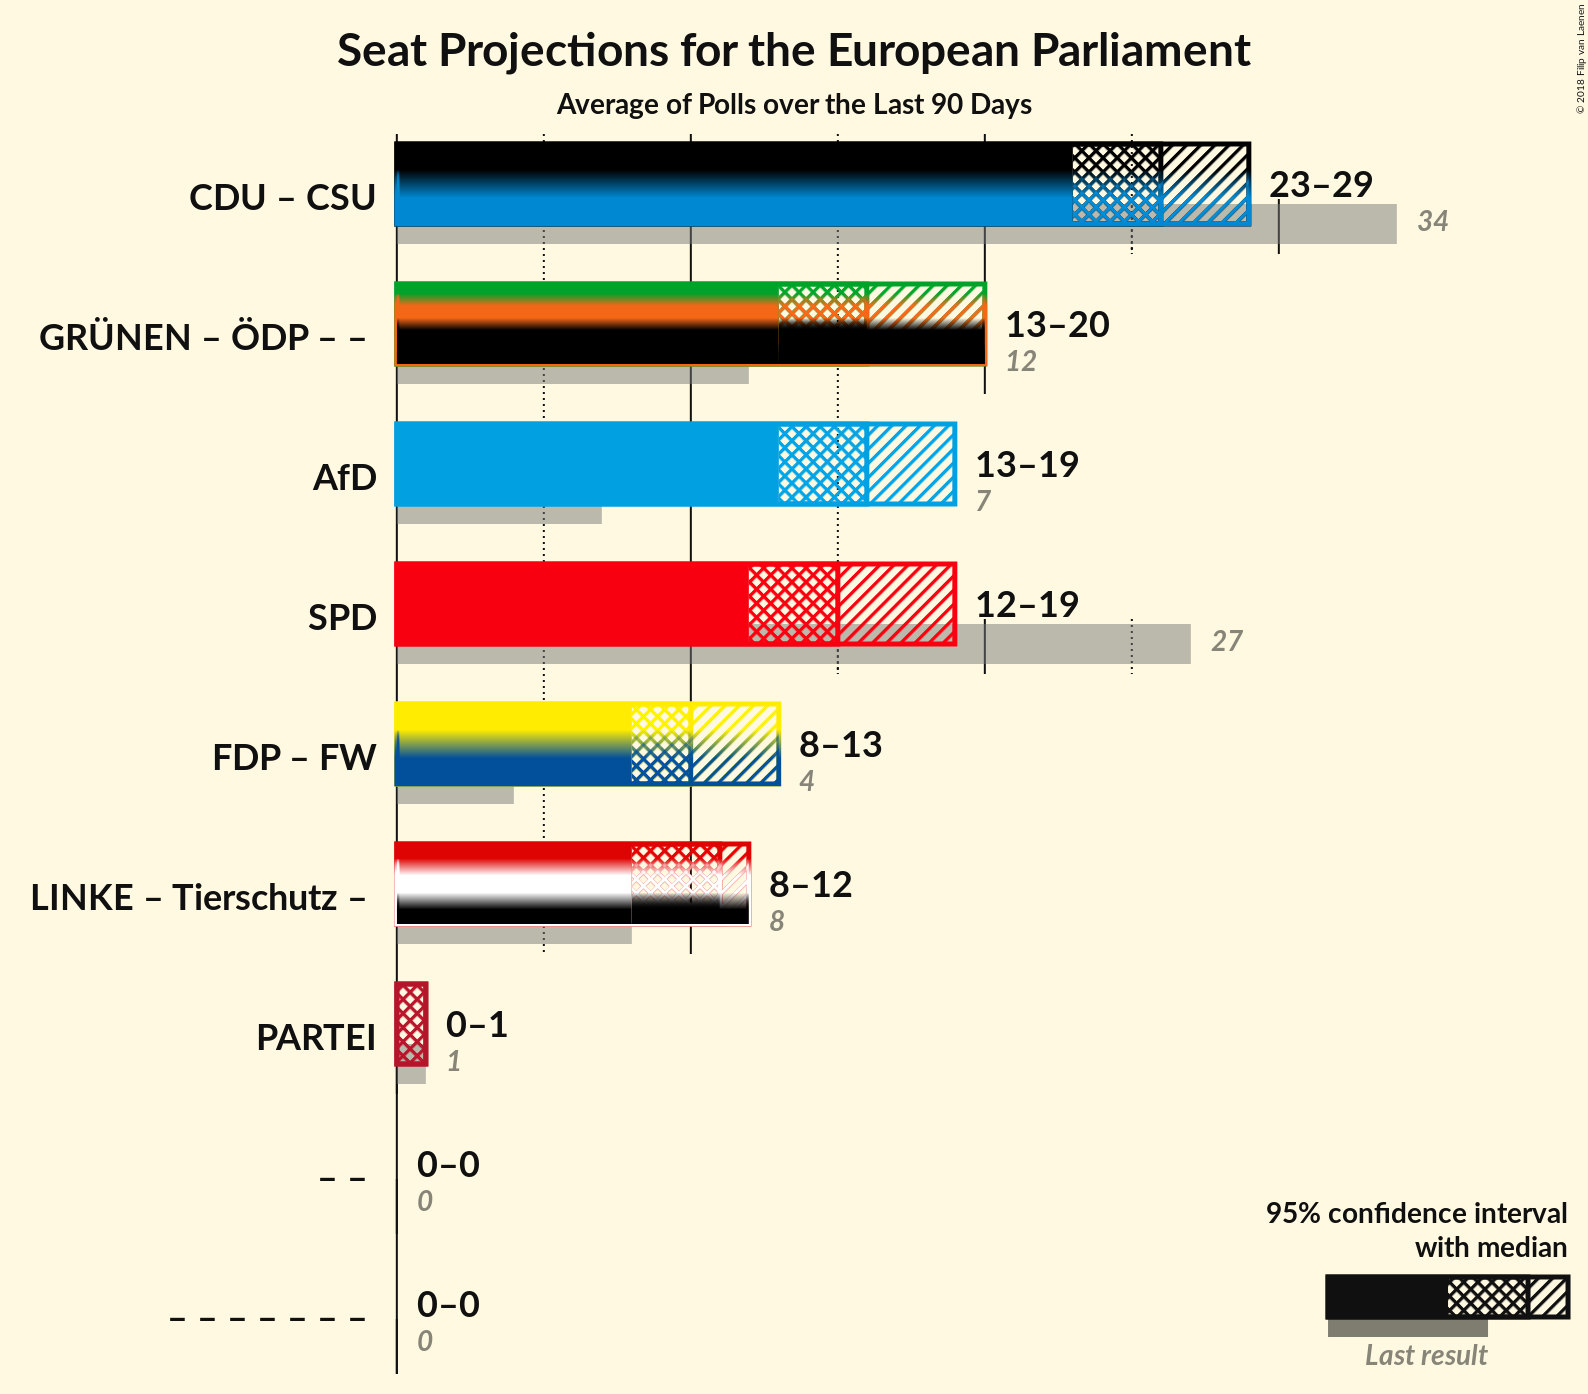 Seat Projections for the European Parliament
Average of Polls over the Last 90 Days
© 2018 Filip van Laenen
CDU – CSU
23–29
34
GRÜNEN – ÖDP – –
13–20
12
AfD
13–19
7
SPD
12–19
27
FDP – FW
8–13
4
LINKE – Tierschutz –
8–12
8
PARTEI
0–1
1
– –
0–0
0
– – – – – – –
0–0
0
95% confidence interval
with median
Last result